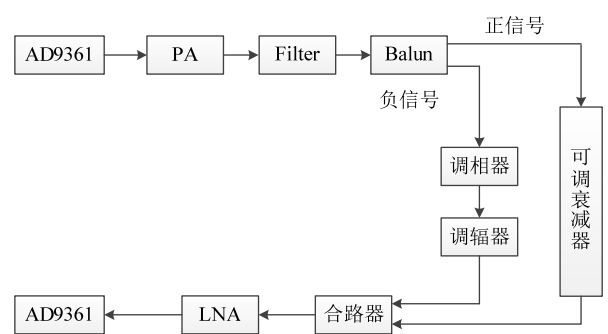 正信号
AD9361
PA
Filter
Balun
负信号
调相器
可调衰减器
调辐器
AD9361
LNA
合路器